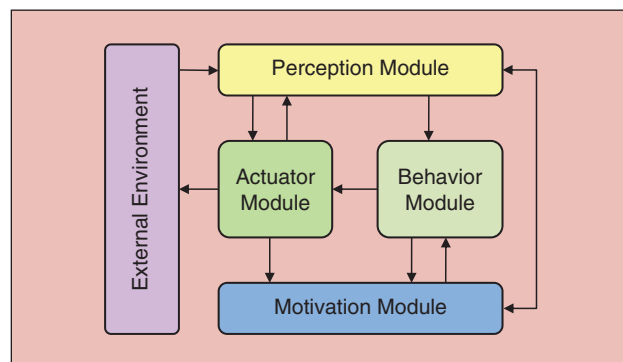 External Environment
Perception Module
Actuator
Module
Behavior
Module
Motivation Module